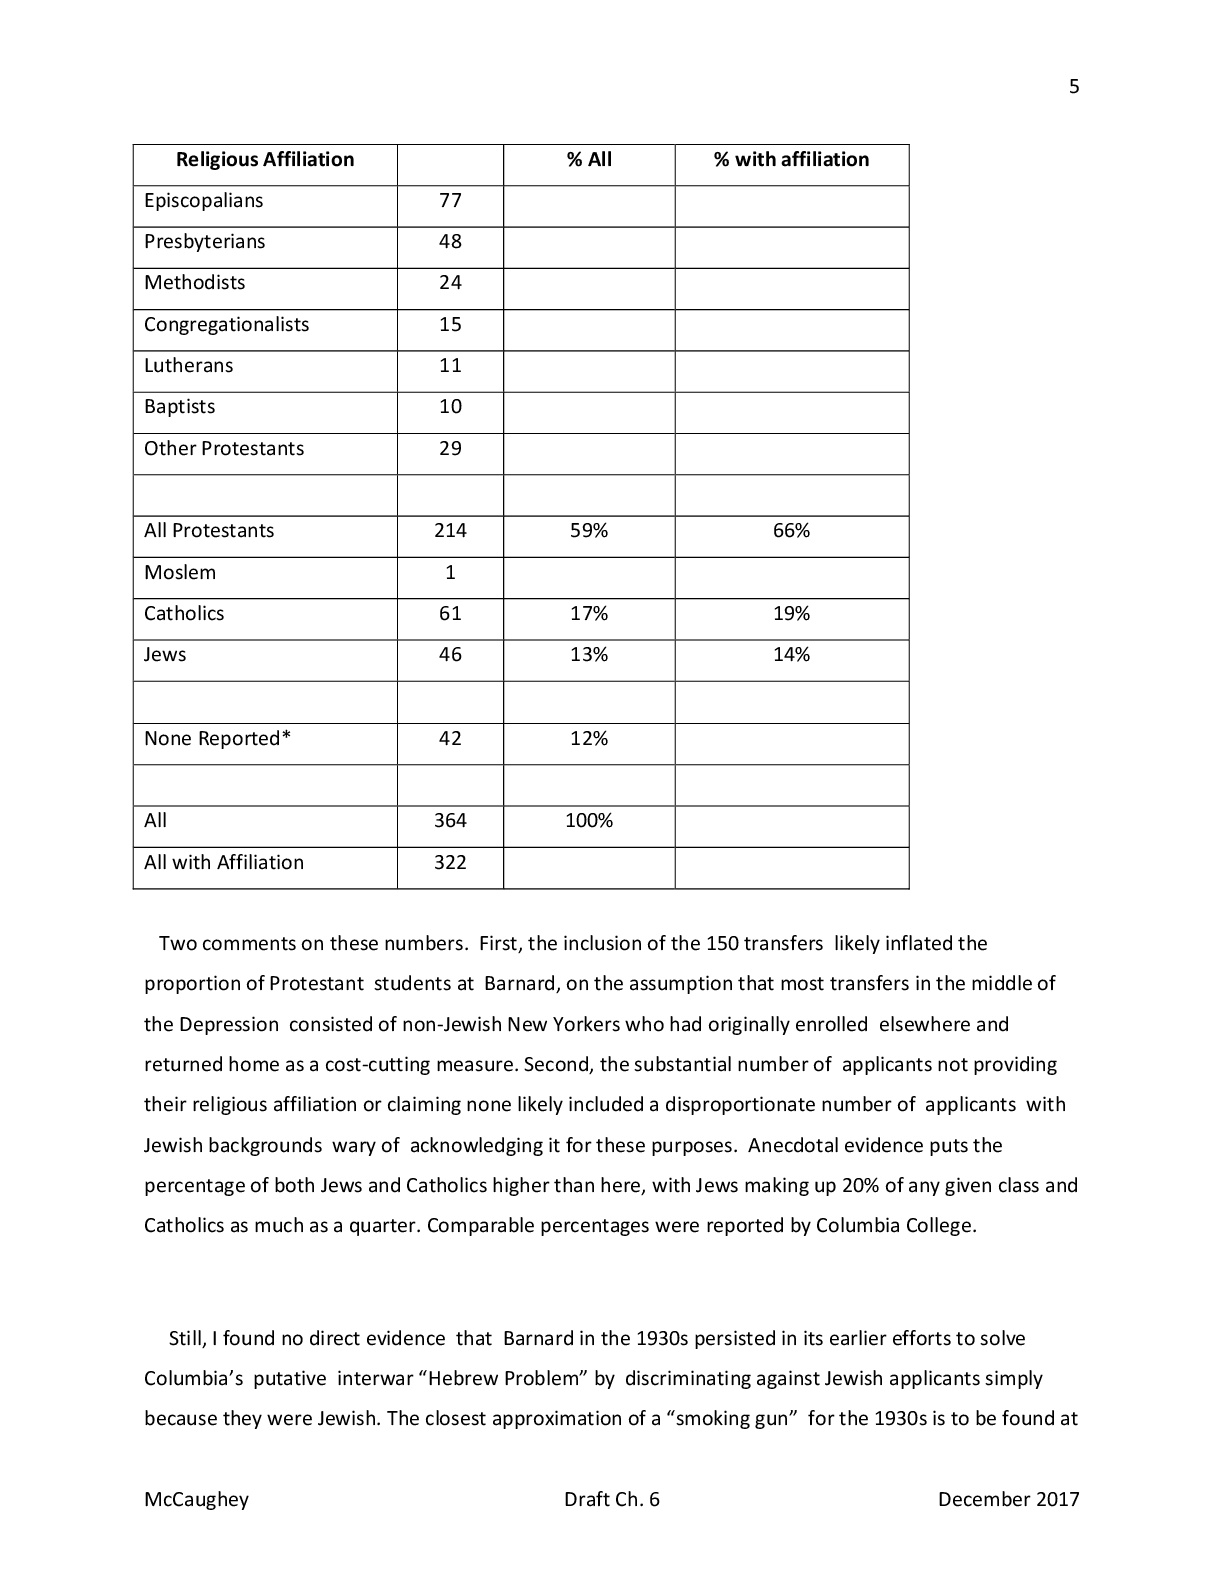 5
Religious Affiliation % All % with affiliation
Episcopalians 77
Presbyterians 48
Methodists 24
Congregationalists 15
Lutherans 11
Baptists 10
Other Protestants 29
All Protestants 214 59% 66%
Moslem 1
Catholics 61 17% 19%
Jews 46 13% 14%
None Reported* 42 12%
All 364 100%
All with Affiliation 322
Two comments on these numbers. First, the inclusion of the 150 transfers likely inflated the
proportion of Protestant students at Barnard, on the assumption that most transfers in the middle of
the Depression consisted of non-Jewish New Yorkers who had originally enrolled elsewhere and
returned home as a cost-cutting measure. Second, the substantial number of applicants not providing
their religious affiliation or claiming none likely included a disproportionate number of applicants with
Jewish backgrounds wary of acknowledging it for these purposes. Anecdotal evidence puts the
percentage of both Jews and Catholics higher than here, with Jews making up 20% of any given class and
Catholics as much as a quarter. Comparable percentages were reported by Columbia College.
Still, I found no direct evidence that Barnard in the 1930s persisted in its earlier efforts to solve
Columbia’s putative interwar “Hebrew Problem” by discriminating against Jewish applicants simply
because they were Jewish. The closest approximation of a “smoking gun” for the 1930s is to be found at
McCaughey Draft Ch. 6 December 2017